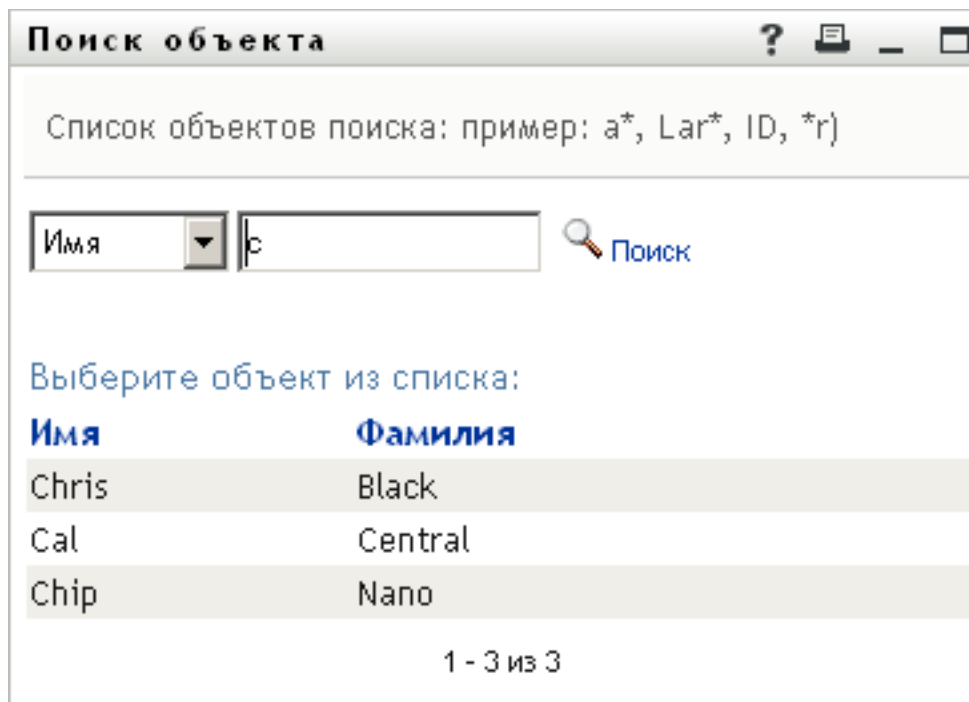 Поиск объекта ?
Список объектов поиска: пример: a*, Lar*, ID, *r)
Имя c Поиск
Выберите объект из списка:
Имя Фамилия
Chris Black
Cal Central
Chip Nano
1 - 3 из 3